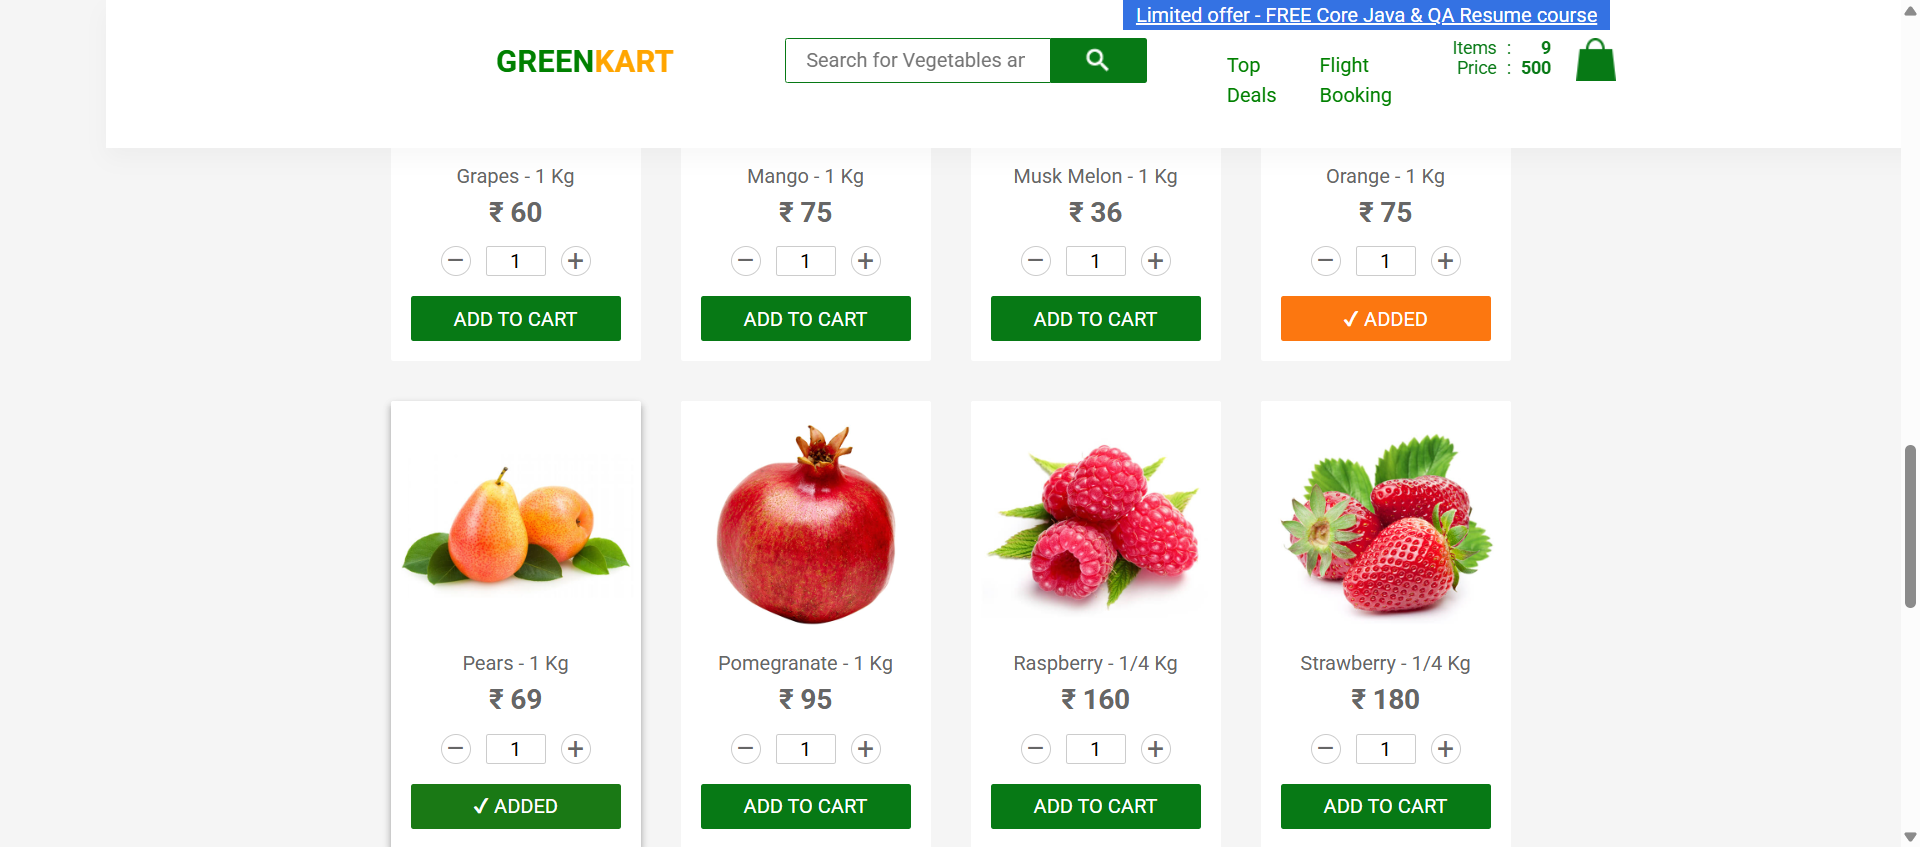 Limited offer - FREE Core Java & QA Resume course
GREENKART
Search for Vegetables ar
Top
Deals
Flight
Booking
Items : 9
Price : 500
Grapes - 1 Kg
₹ 60
− 1 +
ADD TO CART
Mango - 1 Kg
₹ 75
− 1 +
ADD TO CART
Musk Melon - 1 Kg
₹ 36
− 1 +
ADD TO CART
Orange - 1 Kg
₹ 75
− 1 +
✓ ADDED
Pears - 1 Kg
₹ 69
− 1 +
✓ ADDED
Pomegranate - 1 Kg
₹ 95
− 1 +
ADD TO CART
Raspberry - 1/4 Kg
₹ 160
− 1 +
ADD TO CART
Strawberry - 1/4 Kg
₹ 180
− 1 +
ADD TO CART